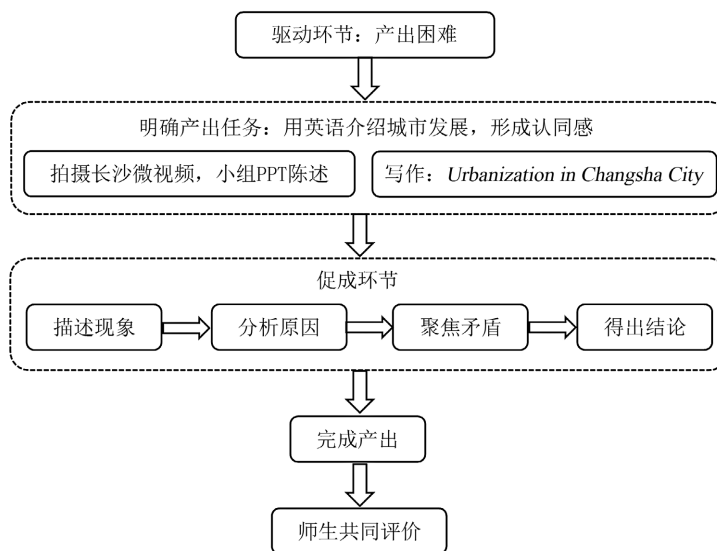 驱动环节：产出困难
明确产出任务：用英语介绍城市发展，形成认同感
拍摄长沙微视频，小组PPT陈述
写作：Urbanization in Changsha City
促成环节
描述现象
分析原因
聚焦矛盾
得出结论
完成产出
师生共同评价